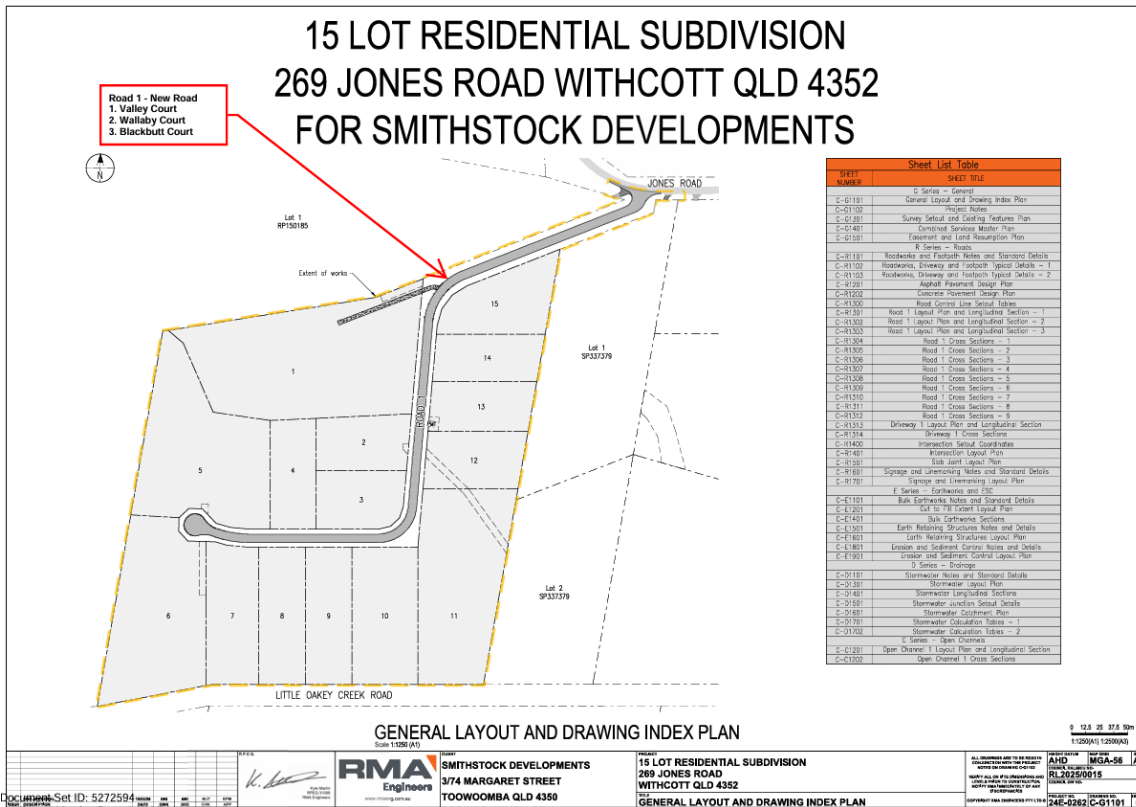 15 LOT RESIDENTIAL SUBDIVISION
269 JONES ROAD WITHCOTT QLD 4352
FOR SMITHSTOCK DEVELOPMENTS
Road 1 - New Road
1. Valley Court
2. Wallaby Court
3. Blackbutt Court
N
JONES ROAD
Lot 1
RP150185
Extent of works
15
14
13
12
1
2
3
4
5
6
7
8
9
10
11
ROAD 1
Lot 1
SP337379
Lot 2
SP337379
LITTLE OAKEY CREEK ROAD
Sheet List Table
SHEET NUMBER SHEET TITLE
G Series - General
C-G1101 General Layout and Drawing Index Plan
C-G1102 Project Notes
C-G1301 Survey Setout and Existing Features Plan
C-G1401 Combined Services Master Plan
C-G1501 Easement and Land Resumption Plan
R Series - Roads
C-R1101 Roadworks and Footpath Notes and Standard Details
C-R1102 Roadworks, Driveway and Footpath Typical Details - 1
C-R1103 Roadworks, Driveway and Footpath Typical Details - 2
C-R1201 Asphalt Pavement Design Plan
C-R1202 Concrete Pavement Design Plan
C-R1300 Road Control Line Setout Tables
C-R1301 Road 1 Layout Plan and Longitudinal Section - 1
C-R1302 Road 1 Layout Plan and Longitudinal Section - 2
C-R1303 Road 1 Layout Plan and Longitudinal Section - 3
C-R1304 Road 1 Cross Sections - 1
C-R1305 Road 1 Cross Sections - 2
C-R1306 Road 1 Cross Sections - 3
C-R1307 Road 1 Cross Sections - 4
C-R1308 Road 1 Cross Sections - 5
C-R1309 Road 1 Cross Sections - 6
C-R1310 Road 1 Cross Sections - 7
C-R1311 Road 1 Cross Sections - 8
C-R1312 Road 1 Cross Sections - 9
C-R1313 Driveway 1 Layout Plan and Longitudinal Section
C-R1314 Driveway 1 Cross Sections
C-R1400 Intersection Setout Coordinates
C-R1401 Intersection Layout Plan
C-R1501 Slab Joint Layout Plan
C-R1601 Signage and Linemarking Notes and Standard Details
C-R1701 Signage and Linemarking Layout Plan
E Series - Earthworks and ESC
C-E1101 Bulk Earthworks Notes and Standard Details
C-E1201 Cut to Fill Extent Layout Plan
C-E1401 Bulk Earthworks Sections
C-E1501 Earth Retaining Structures Notes and Details
C-E1601 Earth Retaining Structures Layout Plan
C-E1801 Erosion and Sediment Control Notes and Details
C-E1901 Erosion and Sediment Control Layout Plan
D Series - Drainage
C-D1101 Stormwater Notes and Standard Details
C-D1301 Stormwater Layout Plan
C-D1401 Stormwater Longitudinal Sections
C-D1501 Stormwater Junction Setout Details
C-D1601 Stormwater Catchment Plan
C-D1701 Stormwater Calculation Tables - 1
C-D1702 Stormwater Calculation Tables - 2
C Series - Open Channels
C-C1201 Open Channel 1 Layout Plan and Longitudinal Section
C-C1202 Open Channel 1 Cross Sections
GENERAL LAYOUT AND DRAWING INDEX PLAN
Scale 1:1250 (A1)
0 12.5 25 37.5 50m
1:1250(A1) 1:2500(A3)
Document Set ID: 5272594
R.P.E.Q.
RMA
Engineers
CLIENT
SMITHSTOCK DEVELOPMENTS
3/74 MARGARET STREET
TOOWOOMBA QLD 4350
PROJECT
15 LOT RESIDENTIAL SUBDIVISION
269 JONES ROAD
WITHCOTT QLD 4352
TITLE
GENERAL LAYOUT AND DRAWING INDEX PLAN
HEIGHT DATUM
AHD
MAP GRID
MGA-56
RL2025/0015
PROJECT NO.
24E-0262
DRAWING NO.
C-G1101